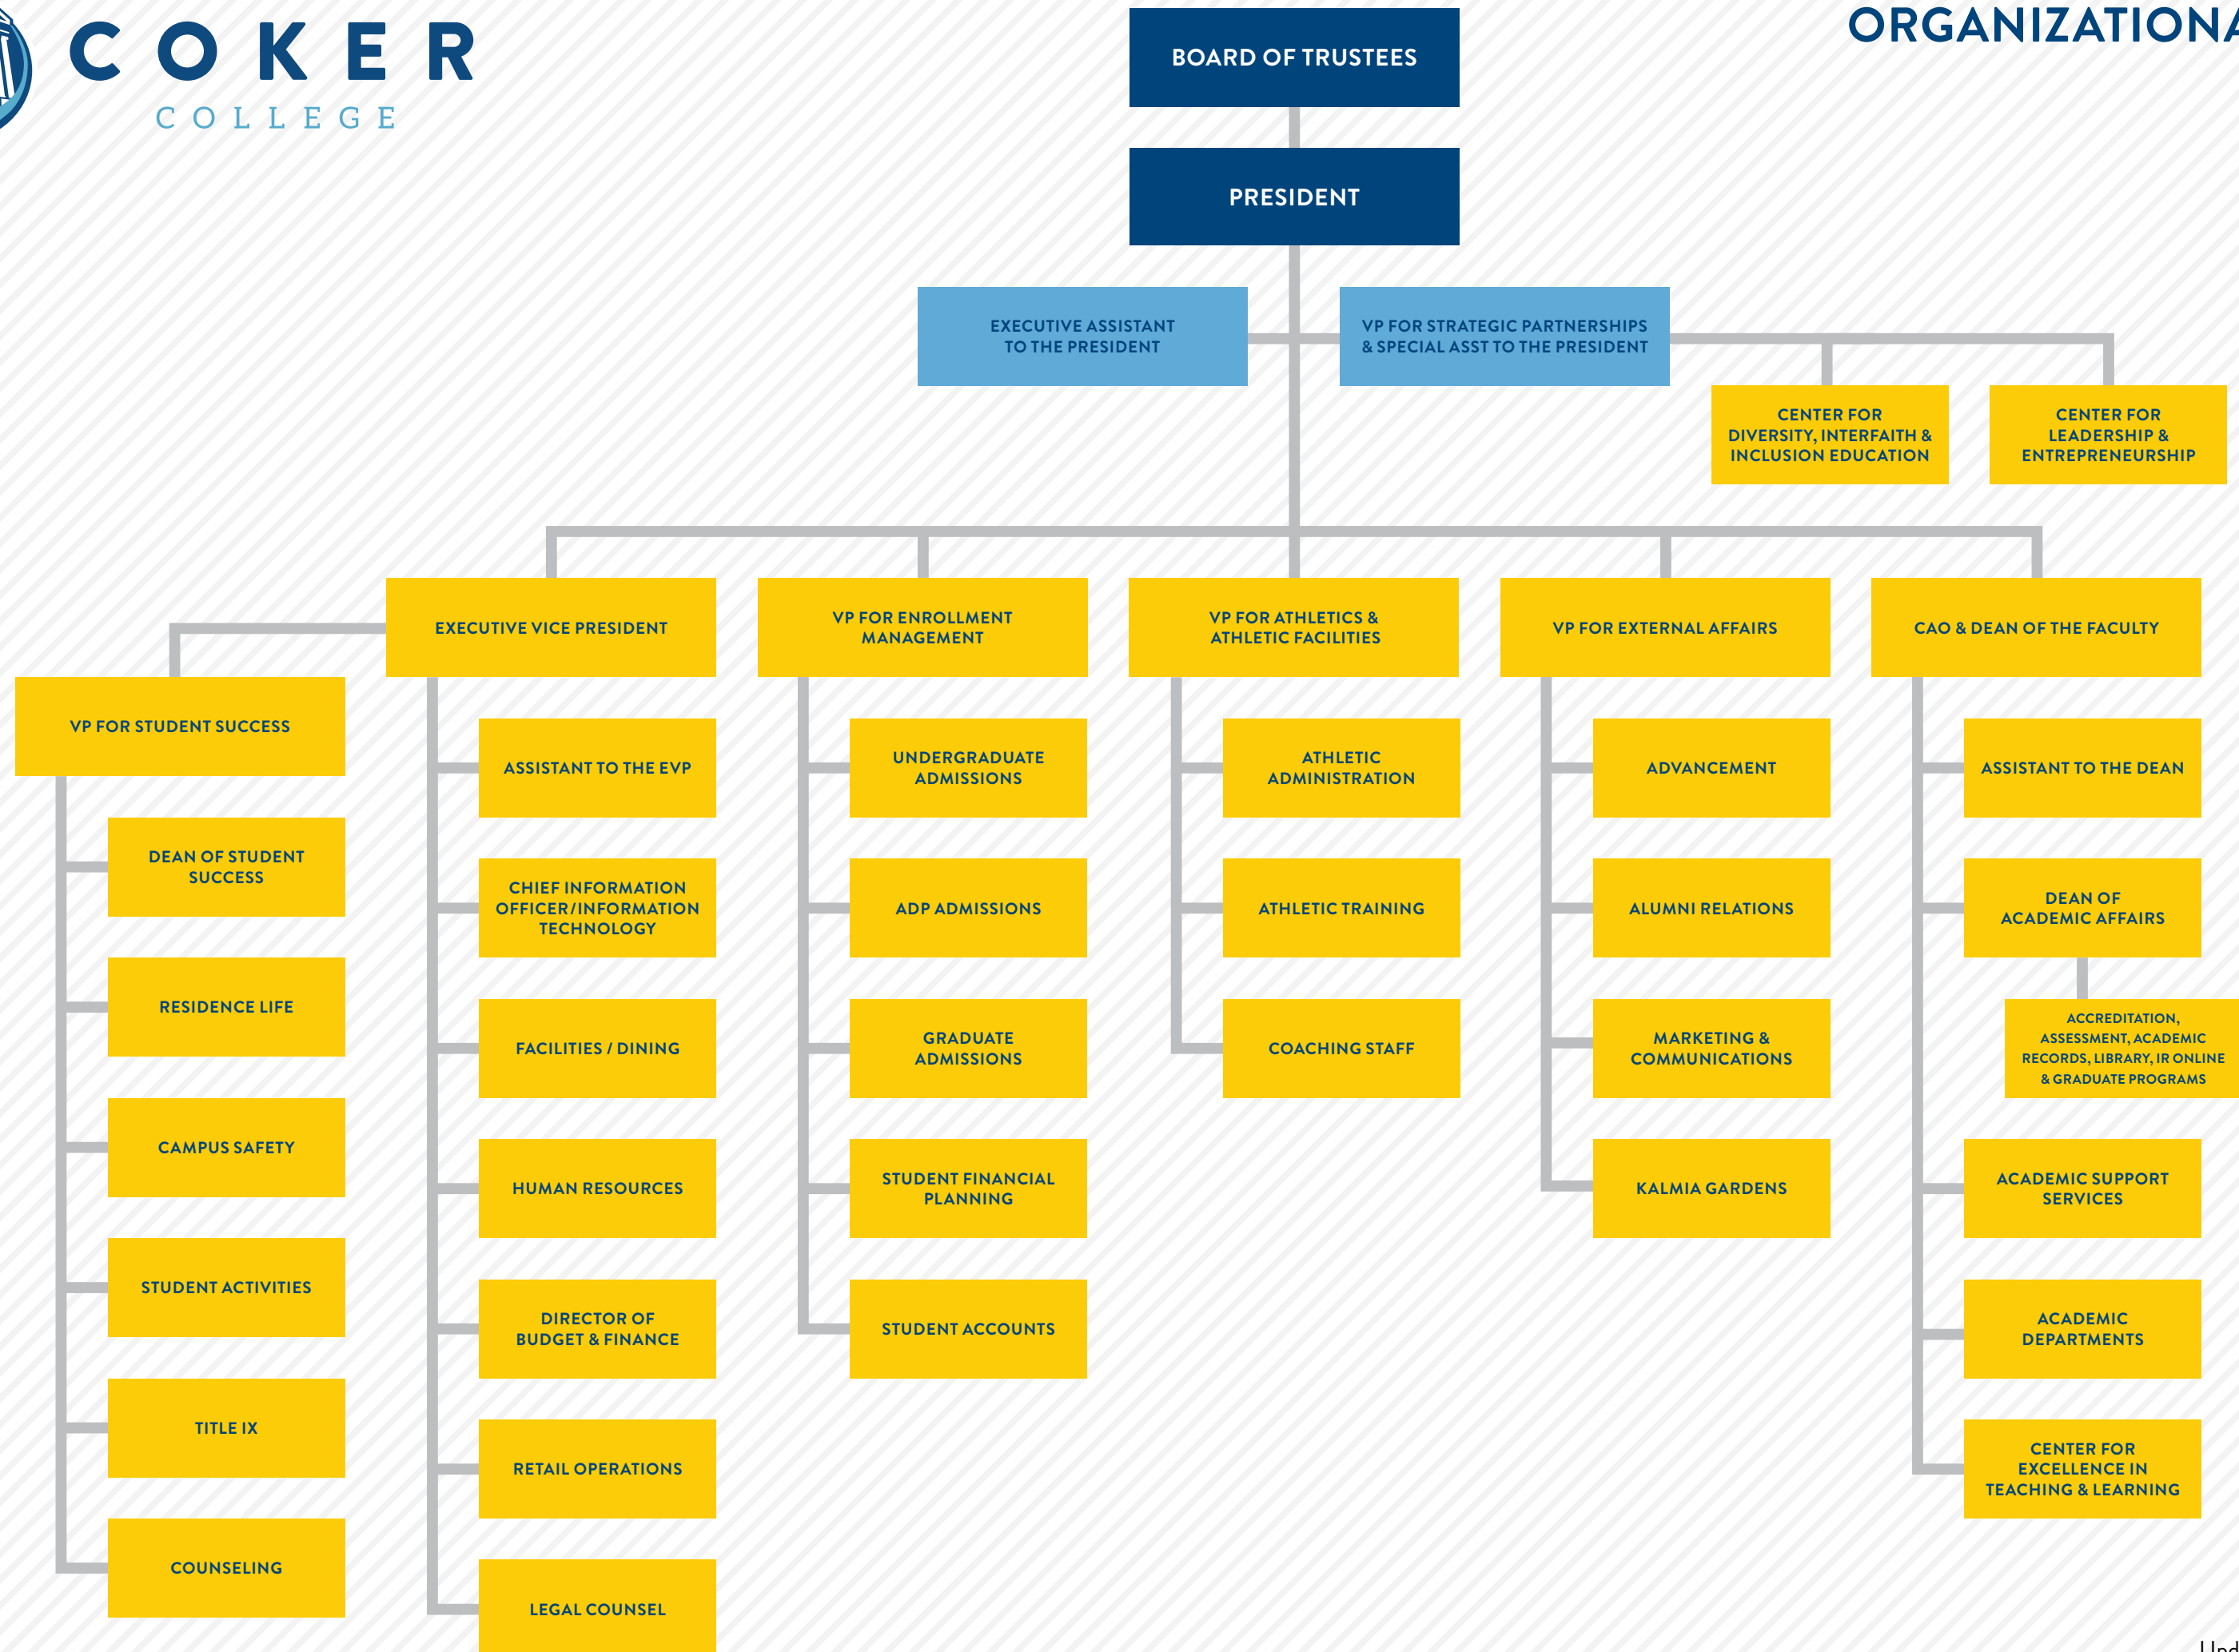 COKER
COLLEGE
ORGANIZATIONA
BOARD OF TRUSTEES
PRESIDENT
EXECUTIVE ASSISTANT
TO THE PRESIDENT
VP FOR STRATEGIC PARTNERSHIPS
& SPECIAL ASST TO THE PRESIDENT
CENTER FOR
DIVERSITY, INTERFAITH &
INCLUSION EDUCATION
CENTER FOR
LEADERSHIP &
ENTREPRENEURSHIP
EXECUTIVE VICE PRESIDENT
VP FOR ENROLLMENT
MANAGEMENT
VP FOR ATHLETICS &
ATHLETIC FACILITIES
VP FOR EXTERNAL AFFAIRS
CAO & DEAN OF THE FACULTY
VP FOR STUDENT SUCCESS
DEAN OF STUDENT
SUCCESS
RESIDENCE LIFE
CAMPUS SAFETY
STUDENT ACTIVITIES
TITLE IX
COUNSELING
ASSISTANT TO THE EVP
CHIEF INFORMATION
OFFICER/INFORMATION
TECHNOLOGY
FACILITIES / DINING
HUMAN RESOURCES
DIRECTOR OF
BUDGET & FINANCE
RETAIL OPERATIONS
LEGAL COUNSEL
UNDERGRADUATE
ADMISSIONS
ADP ADMISSIONS
GRADUATE
ADMISSIONS
STUDENT FINANCIAL
PLANNING
STUDENT ACCOUNTS
ATHLETIC
ADMINISTRATION
ATHLETIC TRAINING
COACHING STAFF
ADVANCEMENT
ALUMNI RELATIONS
MARKETING &
COMMUNICATIONS
KALMIA GARDENS
ASSISTANT TO THE DEAN
DEAN OF
ACADEMIC AFFAIRS
ACCREDITATION,
ASSESSMENT, ACADEMIC
RECORDS, LIBRARY, IR ONLINE
& GRADUATE PROGRAMS
ACADEMIC SUPPORT
SERVICES
ACADEMIC
DEPARTMENTS
CENTER FOR
EXCELLENCE IN
TEACHING & LEARNING